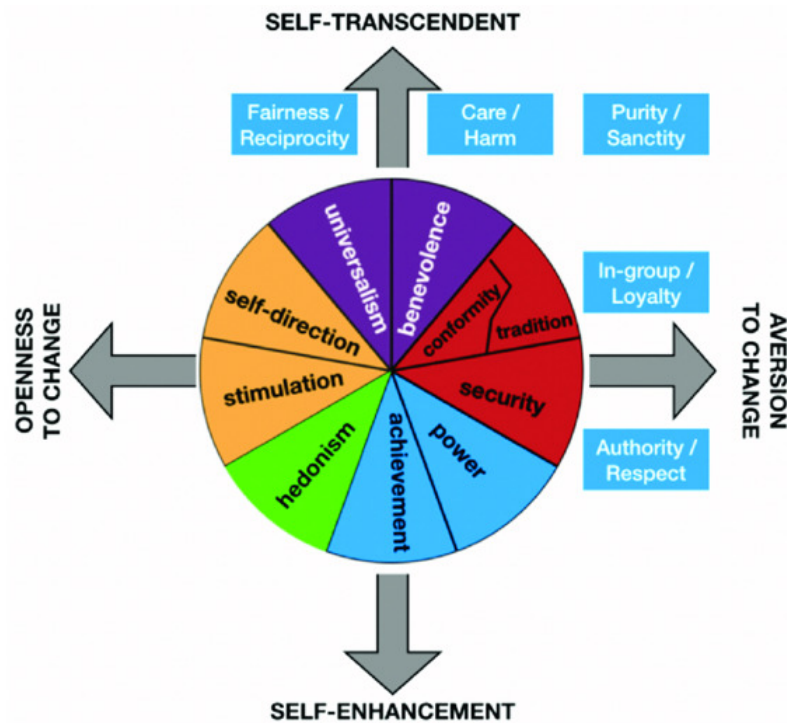 SELF-TRANSCENDENT
Fairness /
Reciprocity
Care /
Harm
Purity /
Sanctity
universalism
benevolence
self-direction
conformity
tradition
In-group /
Loyalty
OPENNESS
TO CHANGE
AVERSION
TO CHANGE
stimulation
security
hedonism
achievement
power
Authority /
Respect
SELF-ENHANCEMENT